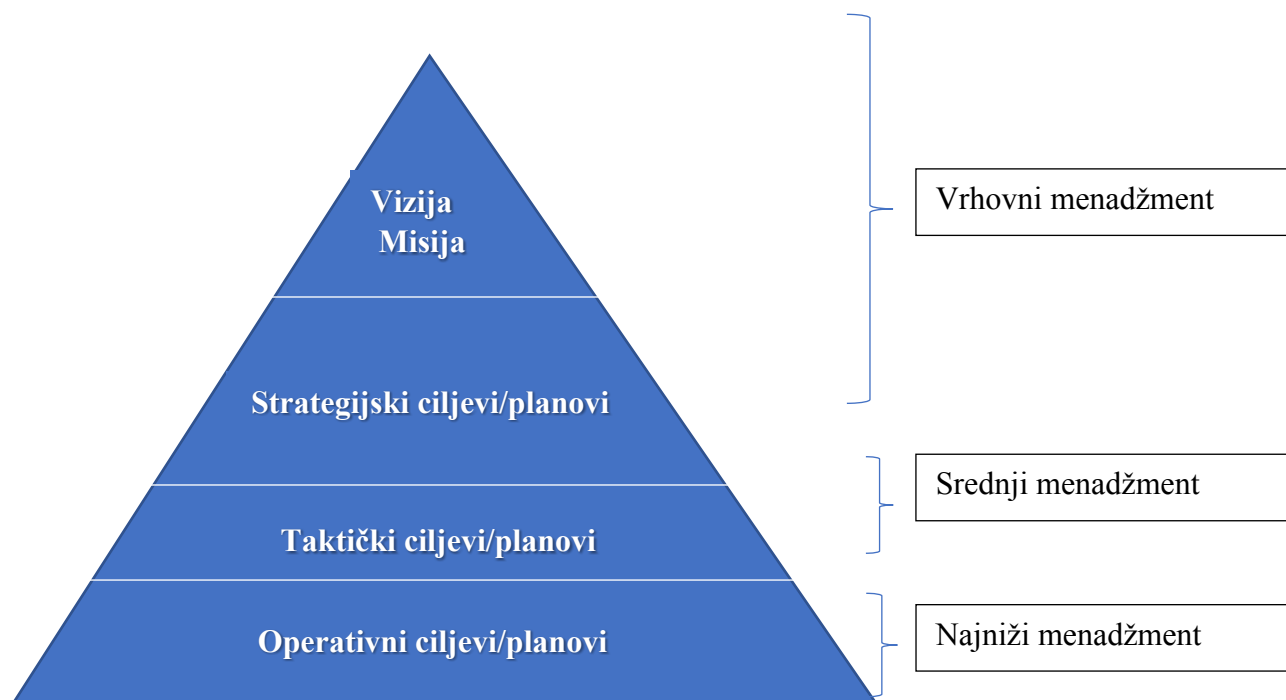 Vizija
Misija
Vrhovni menadžment
Strategijski ciljevi/planovi
Srednji menadžment
Taktički ciljevi/planovi
Operativni ciljevi/planovi
Najniži menadžment